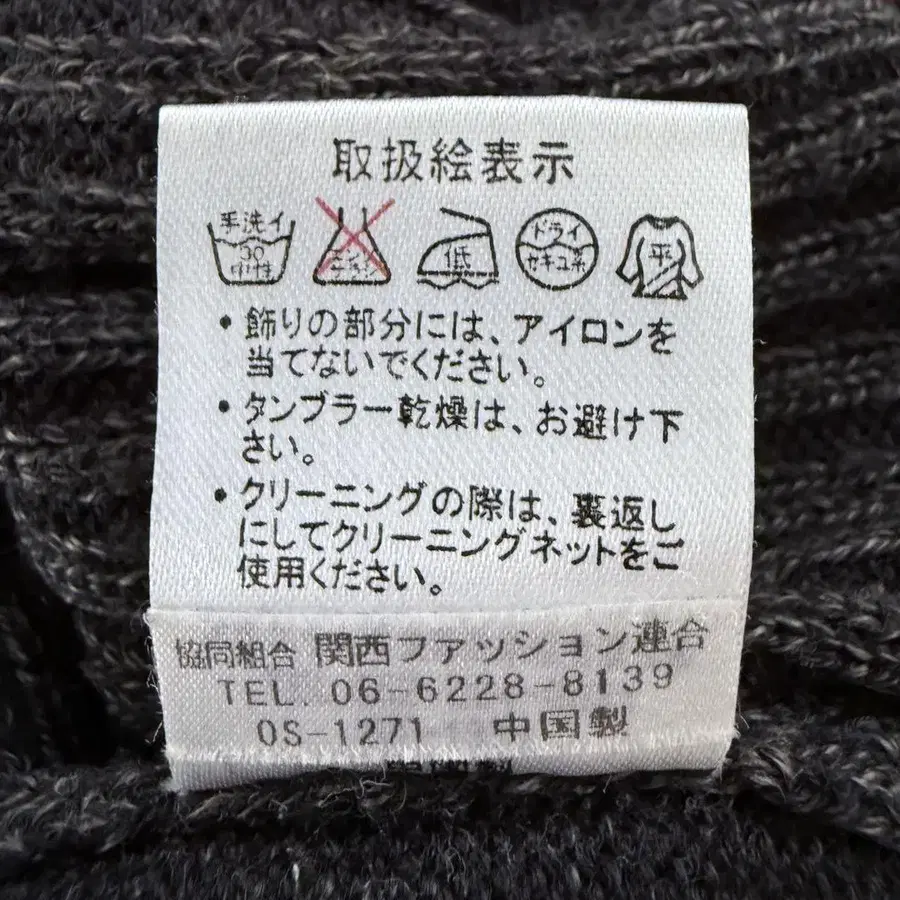 取扱絵表示
手洗イ
30
中性
低
ドライ
セキユ系
平
・飾りの部分には、アイロンを
当てないでください。
・タンブラー乾燥は、お避け下
さい。
・クリーニングの際は、裏返し
にしてクリーニングネットをご
使用ください。
協同組合 関西ファッション連合
TEL. 06-6228-8139
OS-1271 中国製